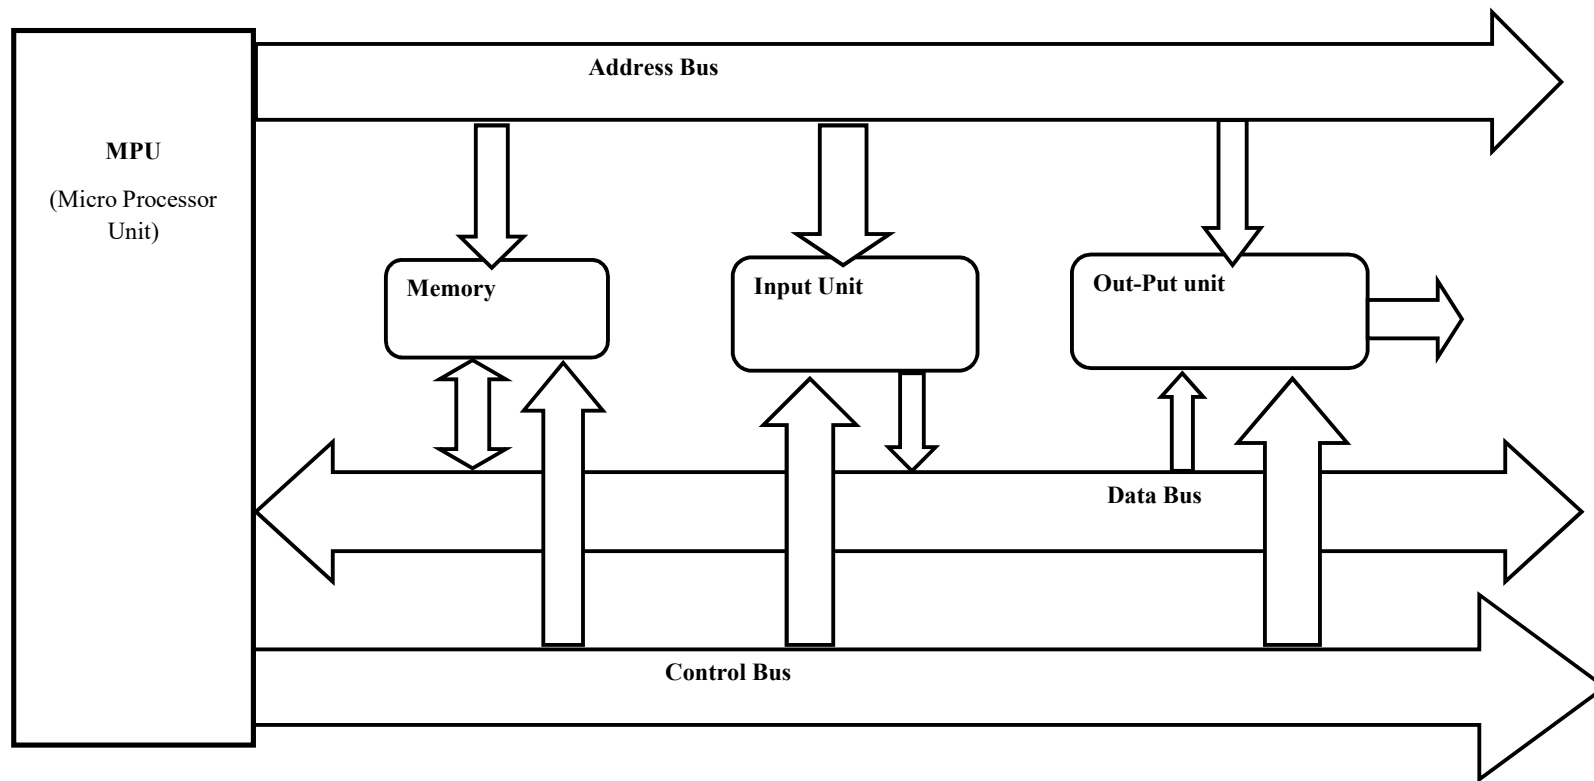 Address Bus
MPU
(Micro Processor
Unit)
Memory
Input Unit
Out-Put unit
Data Bus
Control Bus